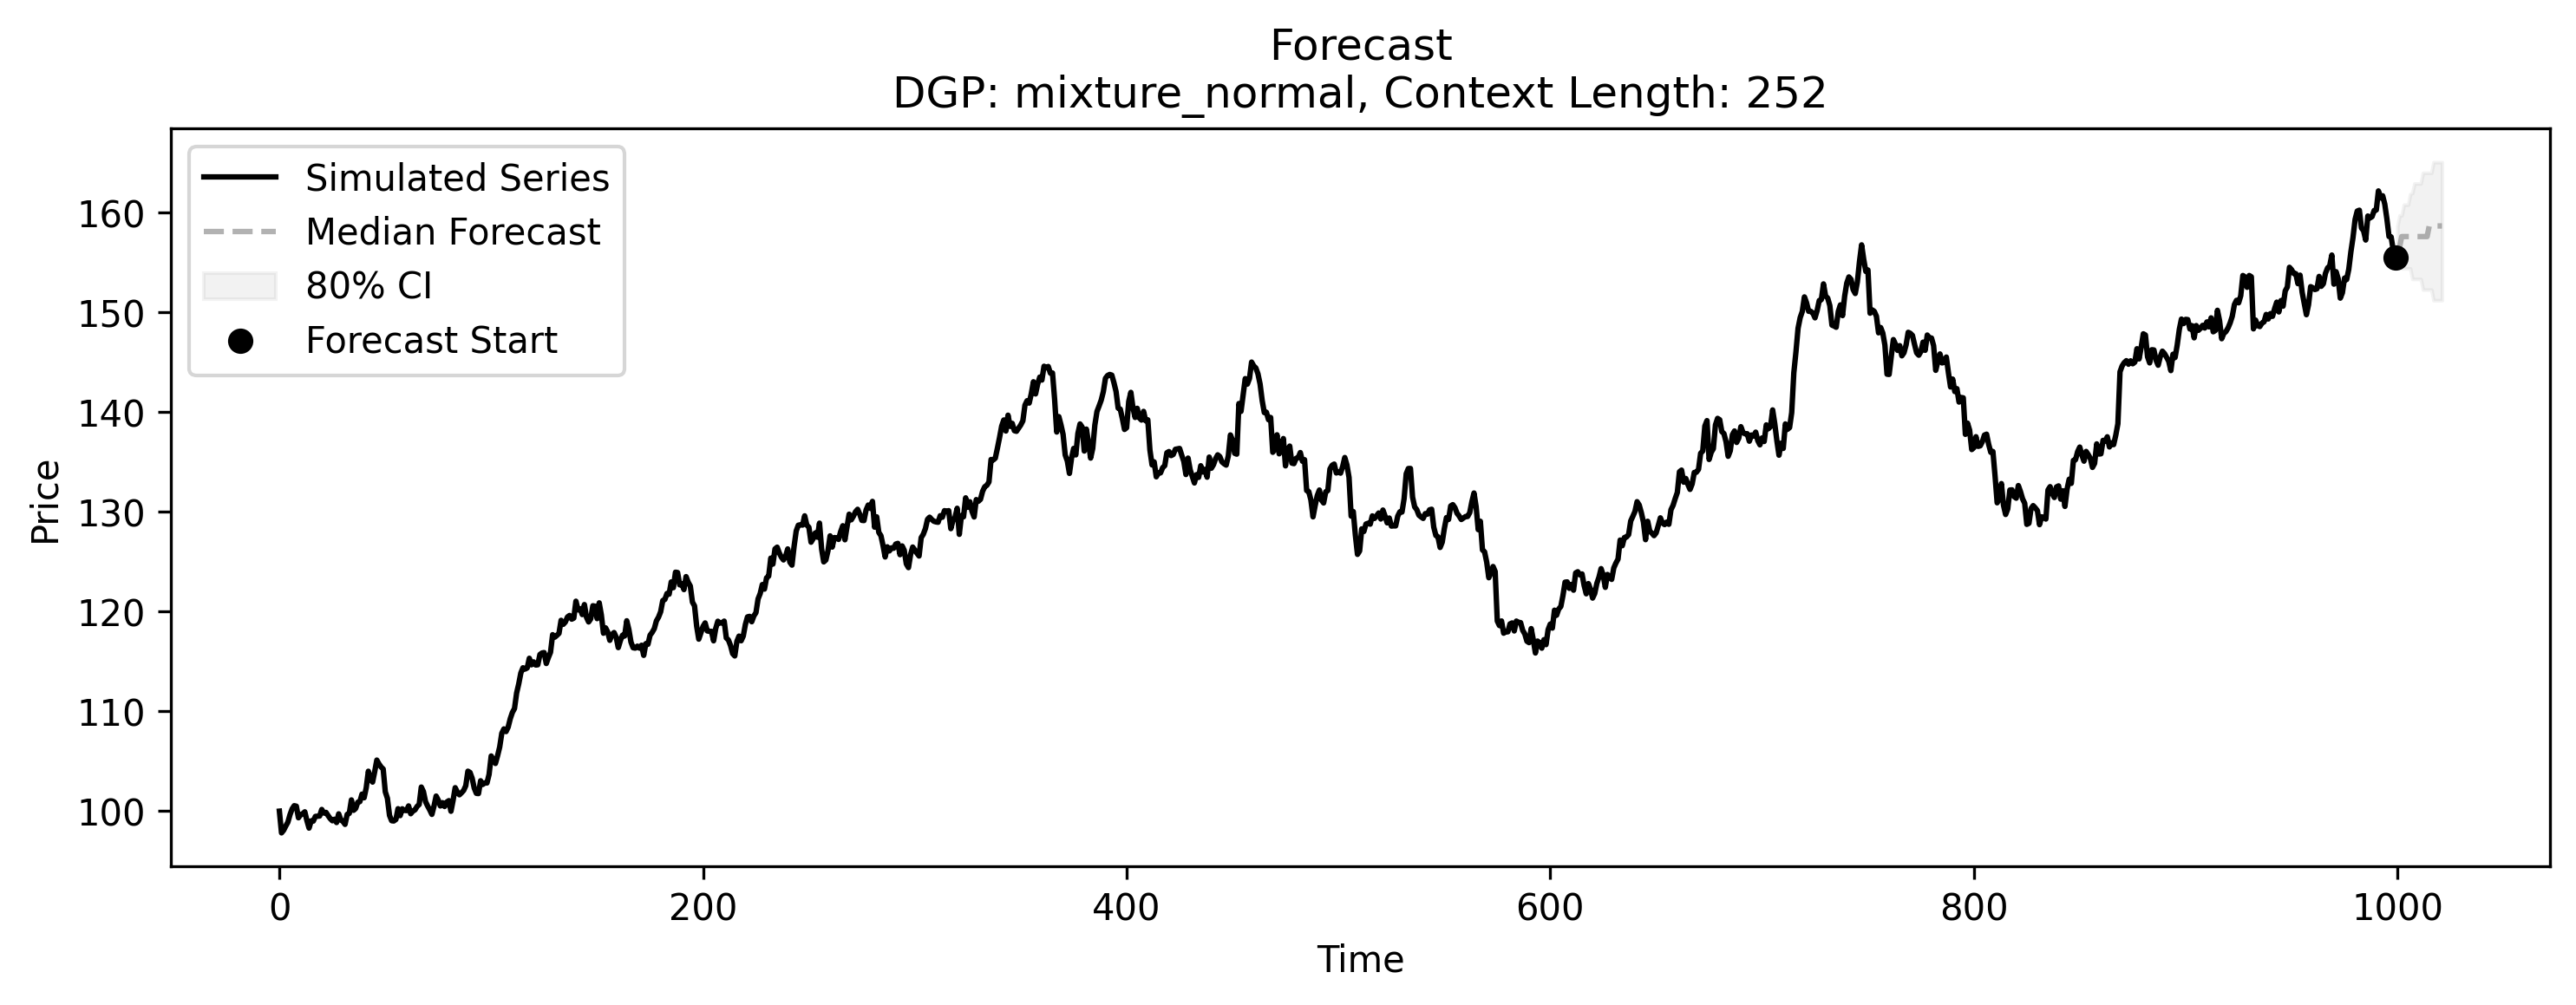 Forecast
DGP: mixture_normal, Context Length: 252
Simulated Series
Median Forecast
80% CI
Forecast Start
Price
160
150
140
130
120
110
100
0 200 400 600 800 1000
Time